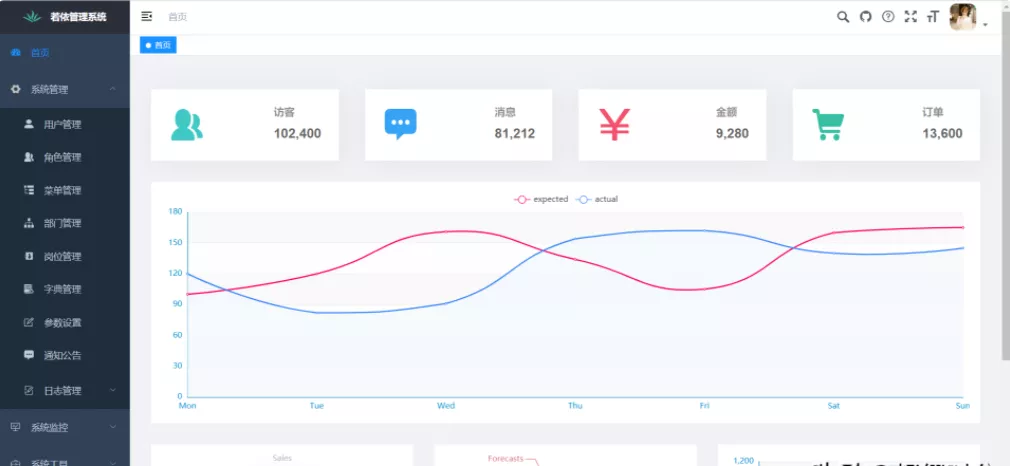 若依管理系统
首页
首页
首页
系统管理
用户管理
角色管理
菜单管理
部门管理
岗位管理
字典管理
参数设置
通知公告
日志管理
系统监控
系统工具
访客
102,400
消息
81,212
金额
9,280
订单
13,600
expected actual
180
150
120
90
60
30
0
Mon Tue Wed Thu Fri Sat Sun
Sales
Forecasts
1,200